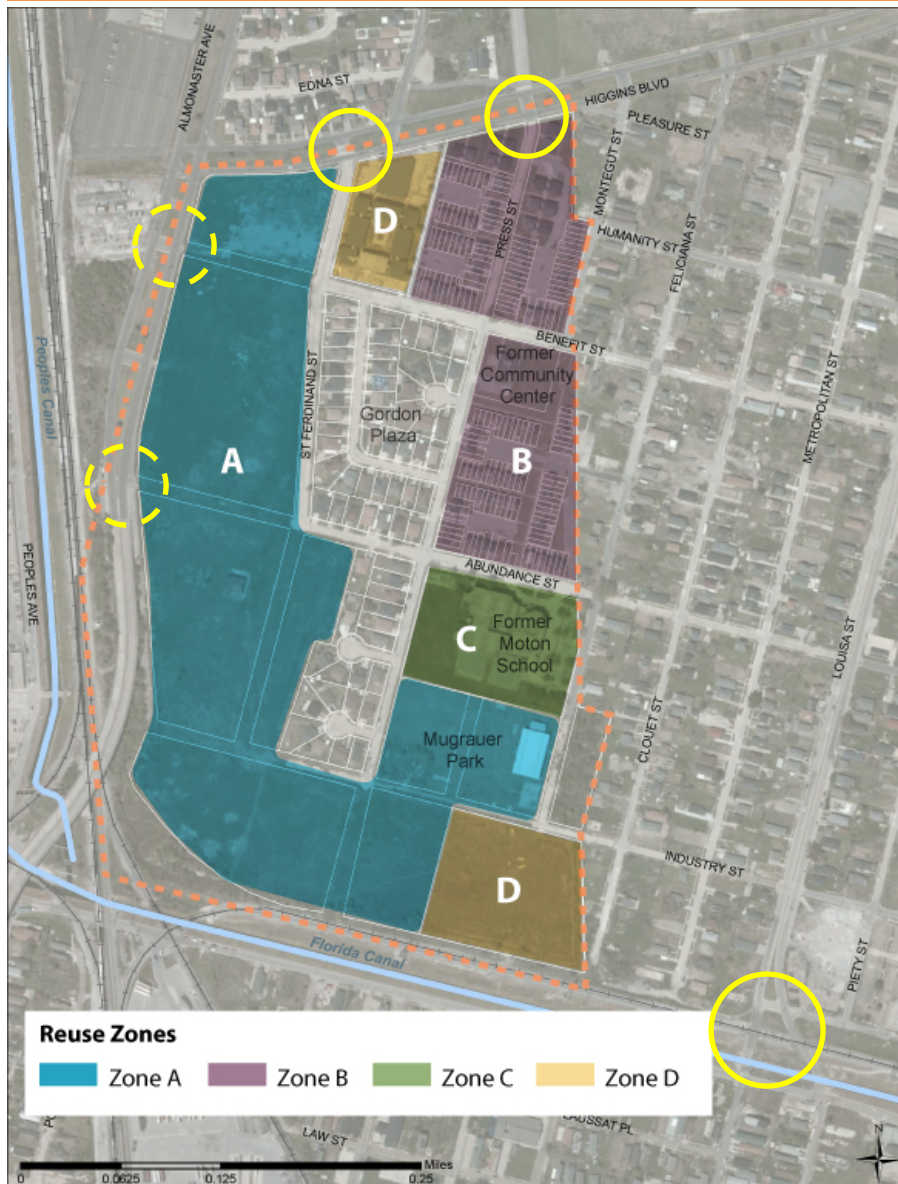 ALMONASTER AVE
EDNA ST
HIGGINS BLVD
PLEASURE ST
MONTEGUT ST
HUMANITY ST
FELICIANA ST
PRESS ST
D
BENEFIT ST
Former
Community
Center
METROPOLITAN ST
Peoples Canal
ST FERDINAND ST
Gordon
Plaza
A
B
PEOPLES AVE
ABUNDANCE ST
C
Former
Moton
School
LOUISA ST
CLOUET ST
Mugrauer
Park
INDUSTRY ST
D
PIETY ST
Florida Canal
Reuse Zones
Zone A
Zone B
Zone C
Zone D
LAUSSAT PL
LAW ST
N
Miles
0
0.0625
0.125
0.25